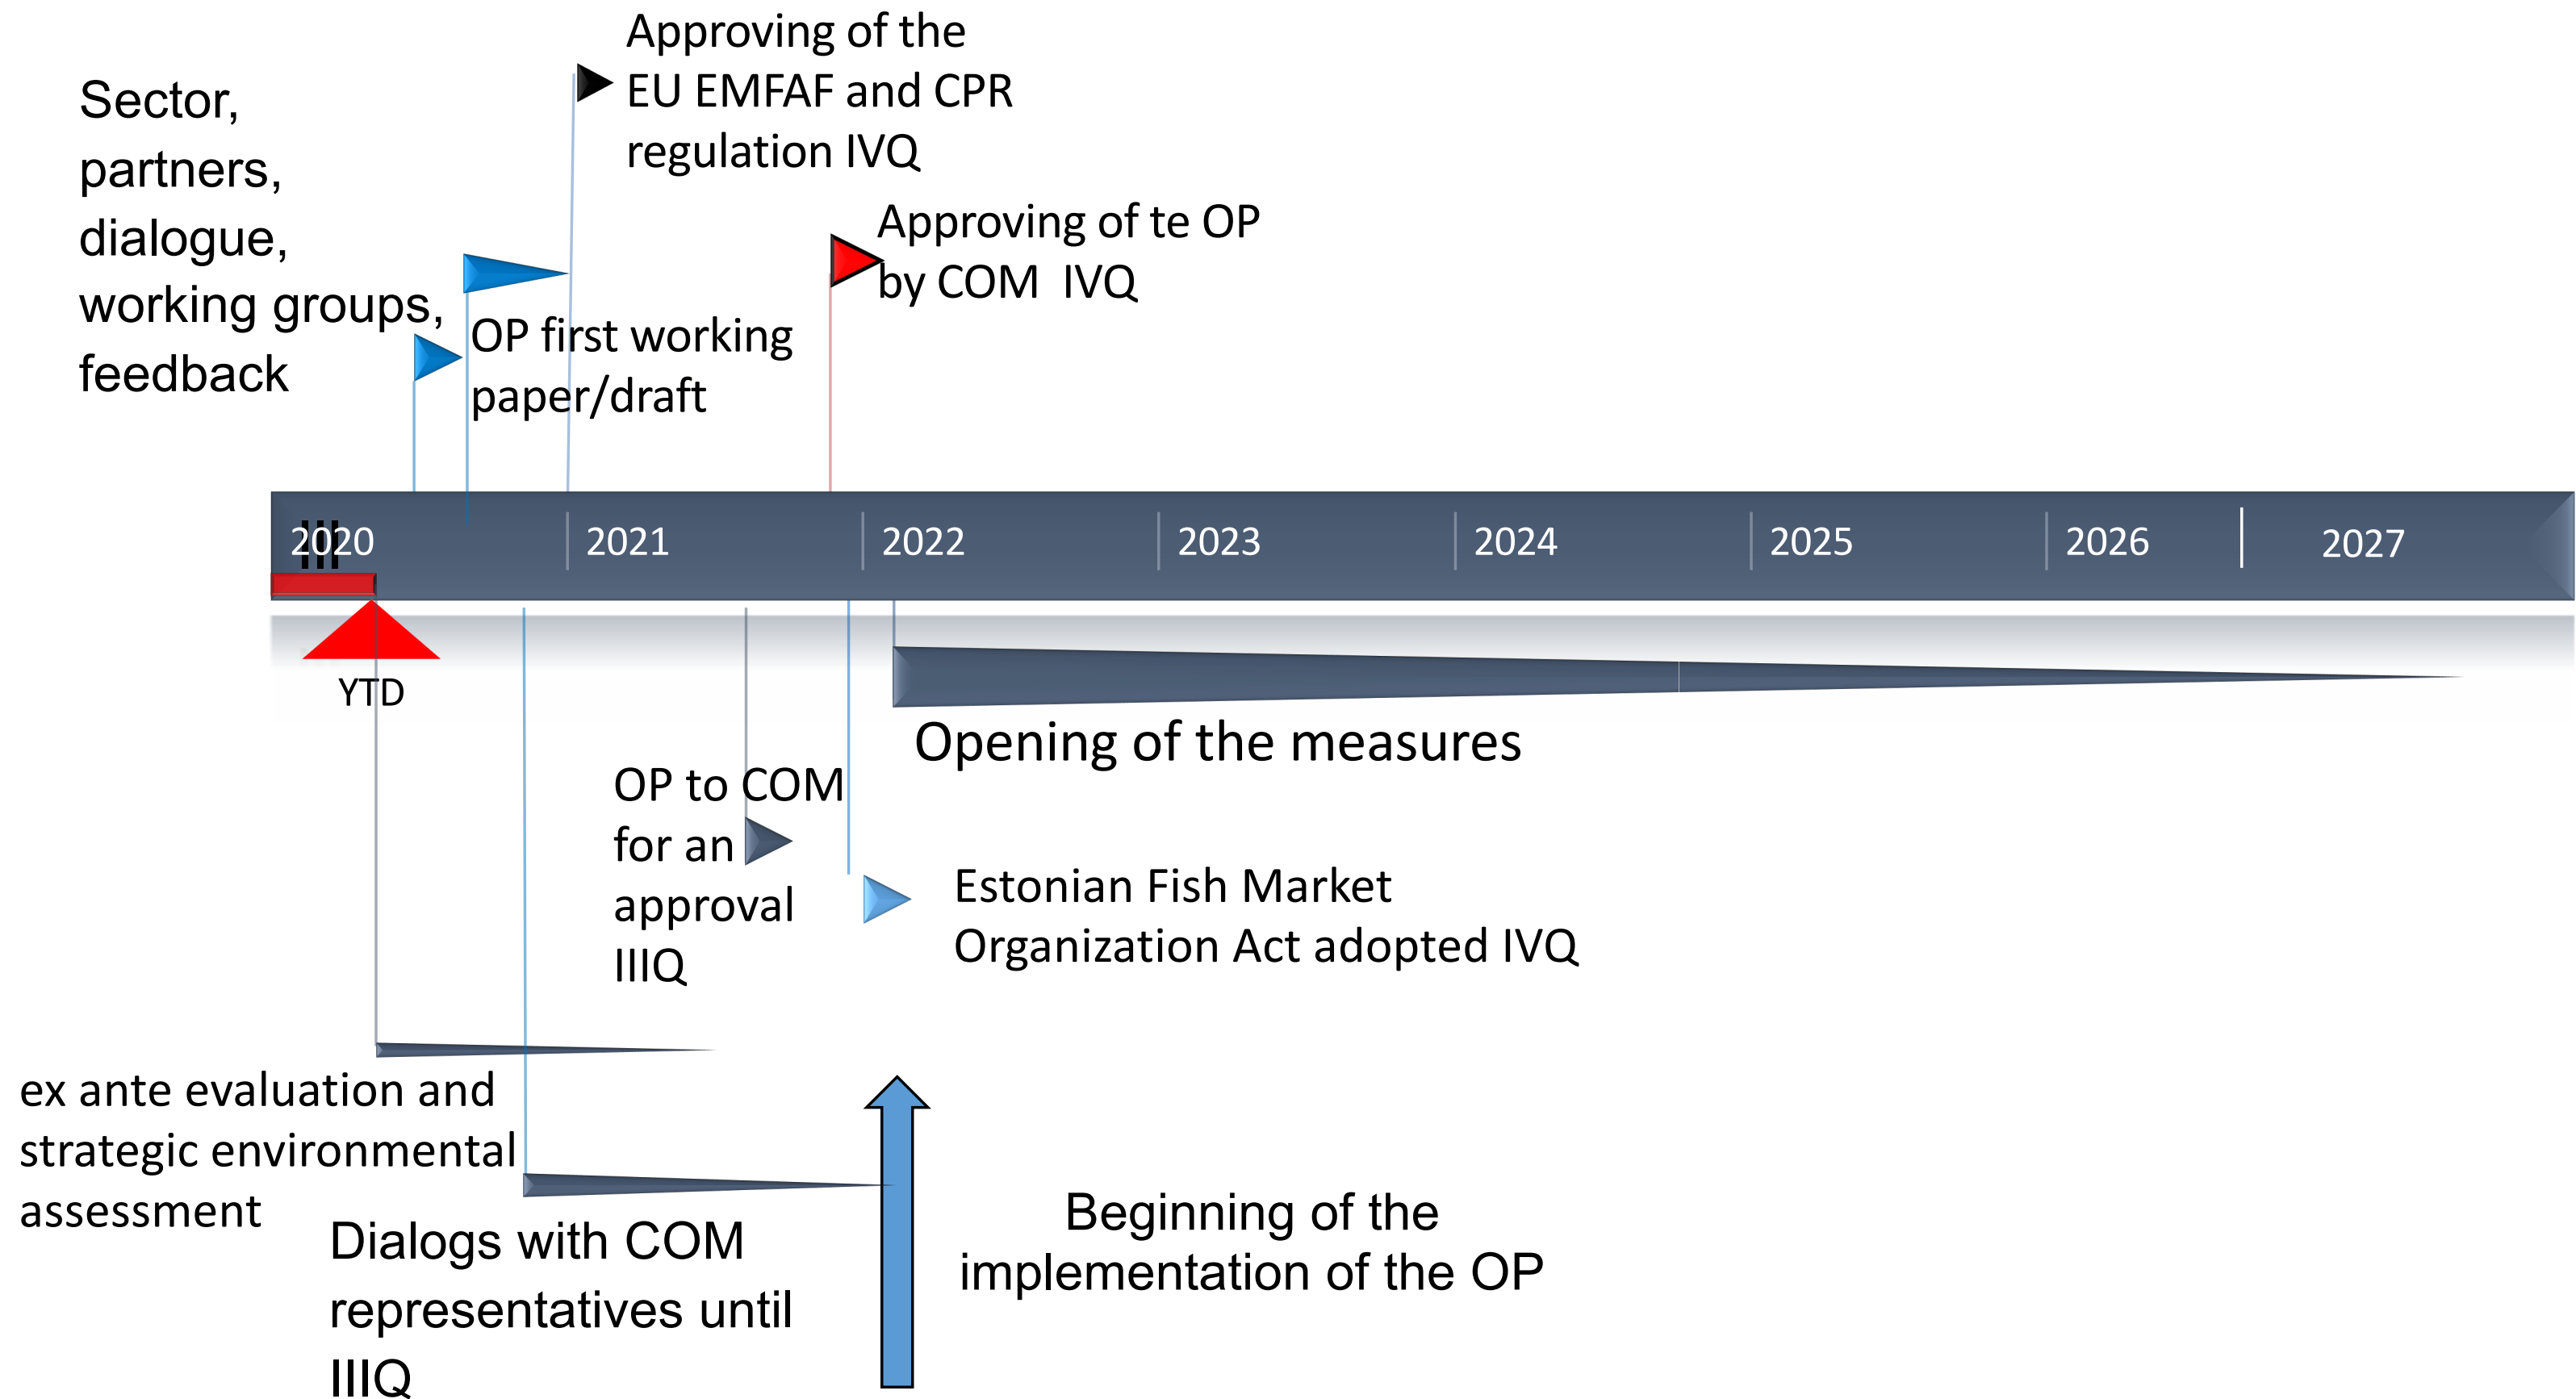 Approving of the
EU EMFAF and CPR
regulation IVQ
Sector,
partners,
dialogue,
working groups,
feedback
Approving of te OP
by COM IVQ
OP first working
paper/draft
2020
III
2021
2022
2023
2024
2025
2026
2027
YTD
Opening of the measures
OP to COM
for an
approval
IIIQ
Estonian Fish Market
Organization Act adopted IVQ
ex ante evaluation and
strategic environmental
assessment
Dialogs with COM
representatives until
IIIQ
Beginning of the
implementation of the OP